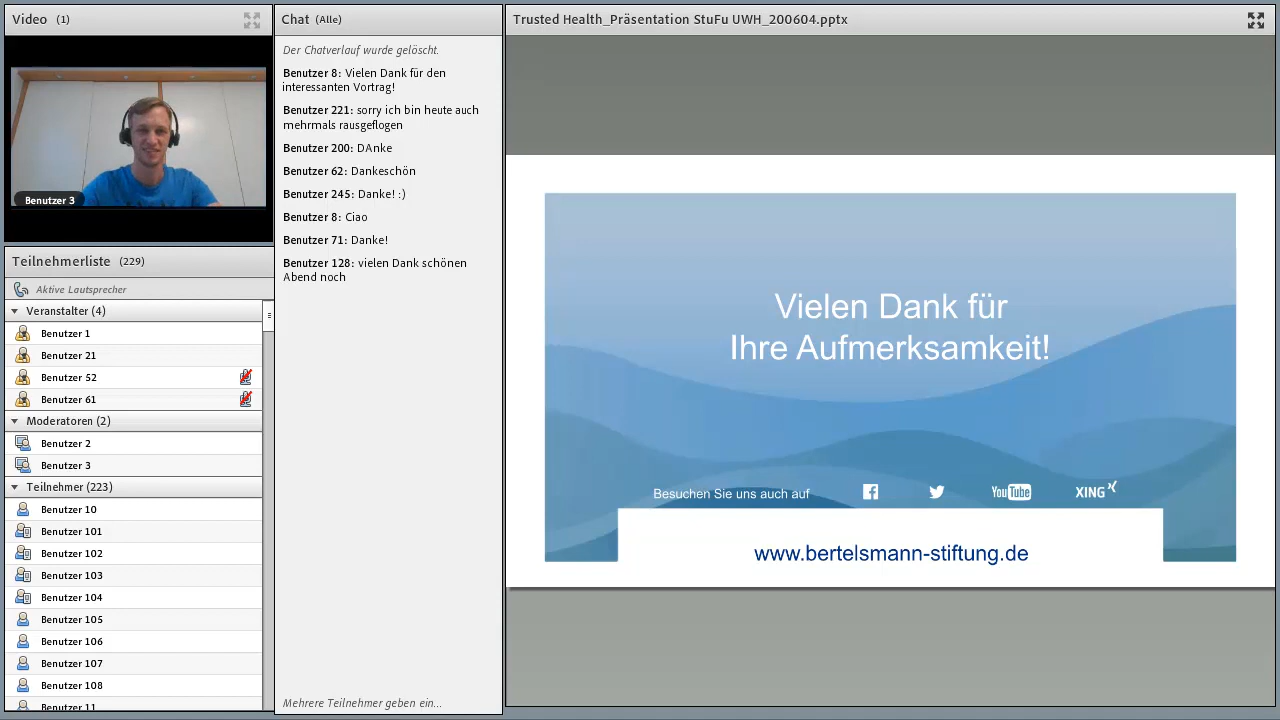 Video (1)
Benutzer 3
Teilnehmerliste (229)
Aktive Lautsprecher
Veranstalter (4)
Benutzer 1
Benutzer 21
Benutzer 52
Benutzer 61
Moderatoren (2)
Benutzer 2
Benutzer 3
Teilnehmer (223)
Benutzer 10
Benutzer 101
Benutzer 102
Benutzer 103
Benutzer 104
Benutzer 105
Benutzer 106
Benutzer 107
Benutzer 108
Benutzer 11
Chat (Alle)
Der Chatverlauf wurde gelöscht.
Benutzer 8: Vielen Dank für den
interessanten Vortrag!
Benutzer 221: sorry ich bin heute auch
mehrmals rausgeflogen
Benutzer 200: DAnke
Benutzer 62: Dankeschön
Benutzer 245: Danke! :)
Benutzer 8: Ciao
Benutzer 71: Danke!
Benutzer 128: vielen Dank schönen
Abend noch
Mehrere Teilnehmer geben ein...
Trusted Health_Präsentation StuFu UWH_200604.pptx
Vielen Dank für
Ihre Aufmerksamkeit!
Besuchen Sie uns auch auf
You Tube
XING
www.bertelsmann-stiftung.de